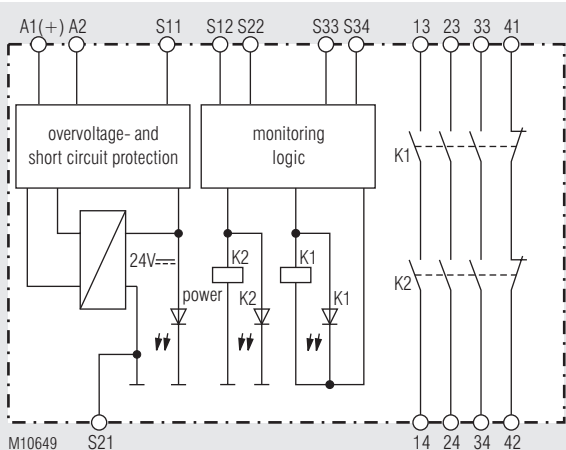 A1(+) A2 S11 S12 S22 S33 S34 13 23 33 41
overvoltage- and
short circuit protection
monitoring
logic
K1
24V
K2
K1
power
K2
K1
K2
M10649
S21
14 24 34 42